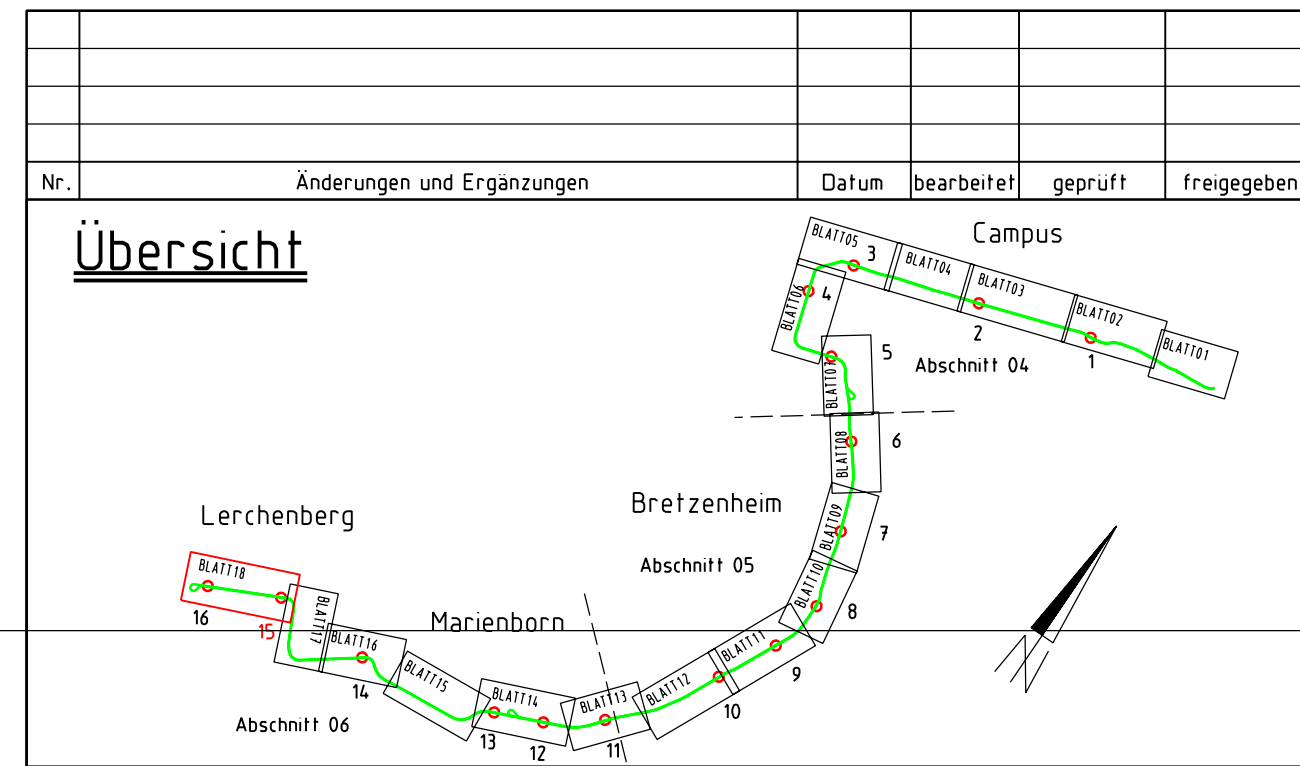 Nr. Änderungen und Ergänzungen Datum bearbeitet geprüft freigegeben
Übersicht
Campus
BLATT05
3
BLATT04
BLATT03
BLATT02
BLATT01
BLATT06
4
2
1
5
Abschnitt 04
BLATT07
BLATT08
6
Bretzenheim
Lerchenberg
BLATT09
7
Abschnitt 05
BLATT18
BLATT10
16
15
BLATT17
Marienborn
8
BLATT16
BLATT11
9
14
BLATT15
BLATT12
10
BLATT14
BLATT13
Abschnitt 06
13
12
11
N